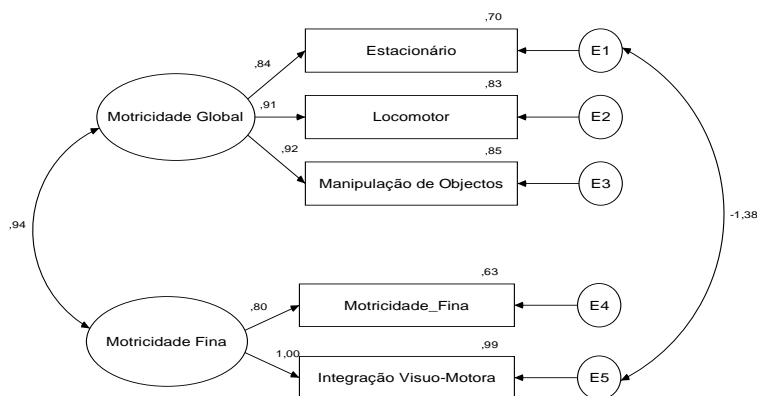 ,70
Estacionário
E1
,84
,83
Motricidade Global
,91
Locomotor
E2
,92
,85
Manipulação de Objectos
E3
,94
-1,38
,63
,80
Motricidade_Fina
E4
Motricidade Fina
1,00
,99
Integração Visuo-Motora
E5